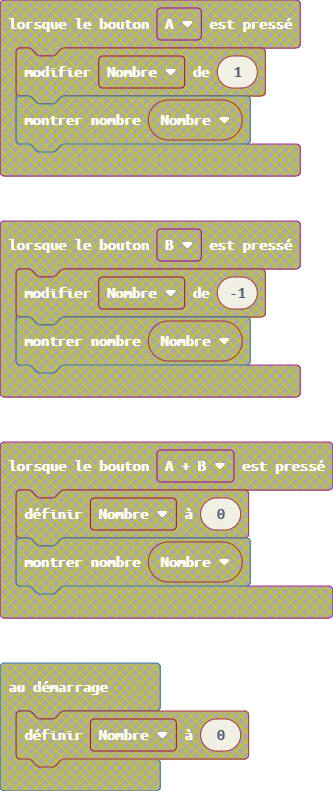 lorsque le bouton A est pressé
modifier Nombre de 1
montrer nombre Nombre
lorsque le bouton B est pressé
modifier Nombre de -1
montrer nombre Nombre
lorsque le bouton A + B est pressé
définir Nombre à 0
montrer nombre Nombre
au démarrage
définir Nombre à 0